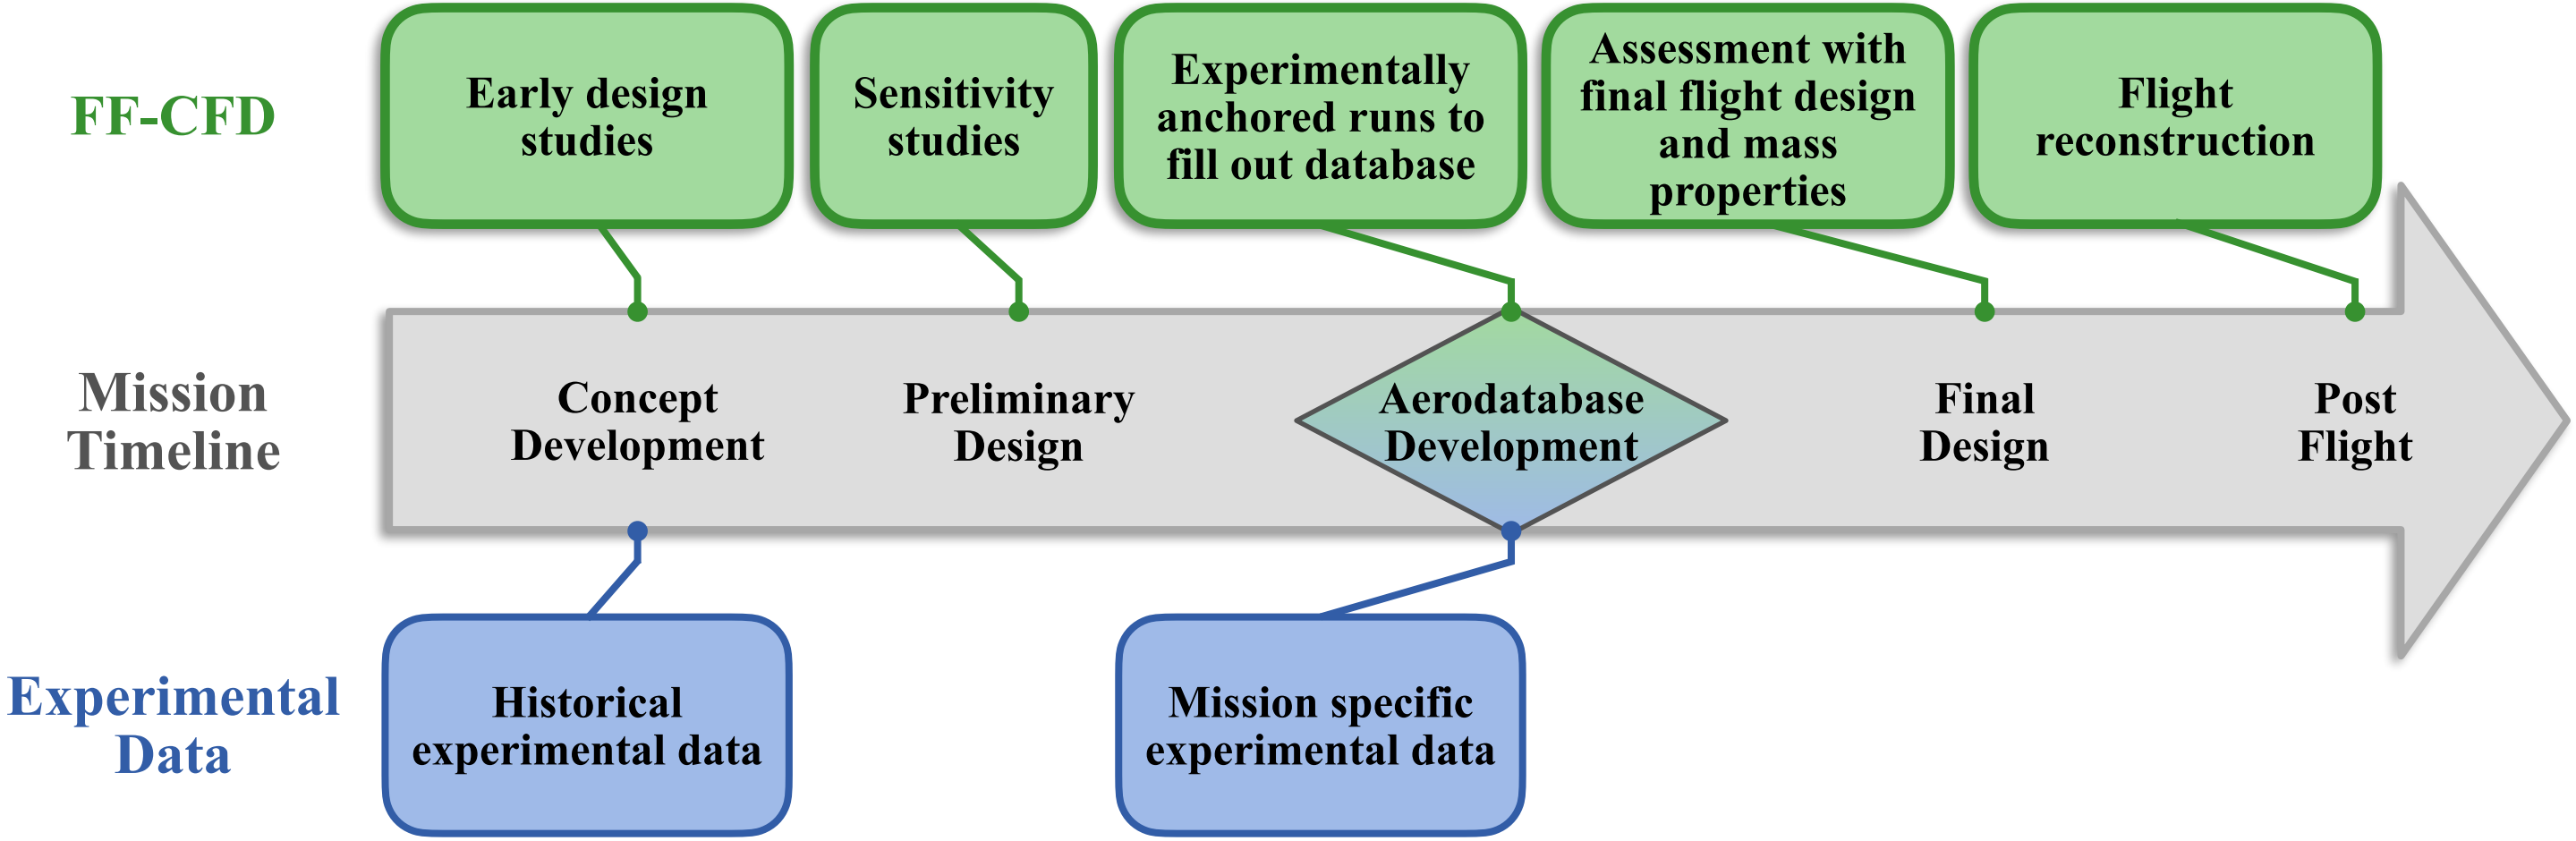 FF-CFD
Early design
studies
Sensitivity
studies
Experimentally
anchored runs to
fill out database
Assessment with
final flight design
and mass
properties
Flight
reconstruction
Mission
Timeline
Concept
Development
Preliminary
Design
Aerodatabase
Development
Final
Design
Post
Flight
Experimental
Data
Historical
experimental data
Mission specific
experimental data